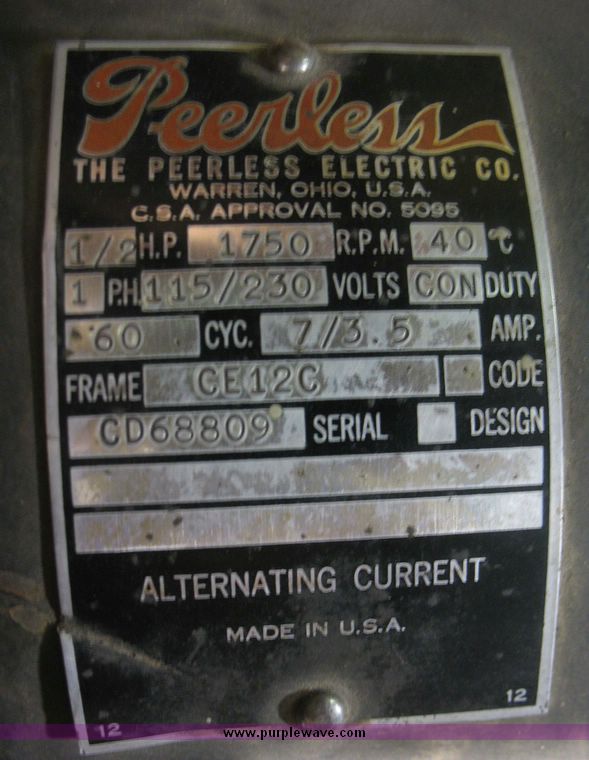 Peerless
THE PEERLESS ELECTRIC CO.
WARREN, OHIO, U.S.A.
C.S.A. APPROVAL NO. 5095
1/2 H.P. 1750 R.P.M. 40 °C
1 PH 115/230 VOLTS CON DUTY
60 CYC. 7/3.5 AMP.
FRAME CE12C CODE
CD68809 SERIAL DESIGN
ALTERNATING CURRENT
MADE IN U.S.A.
12 12
www.purplewave.com